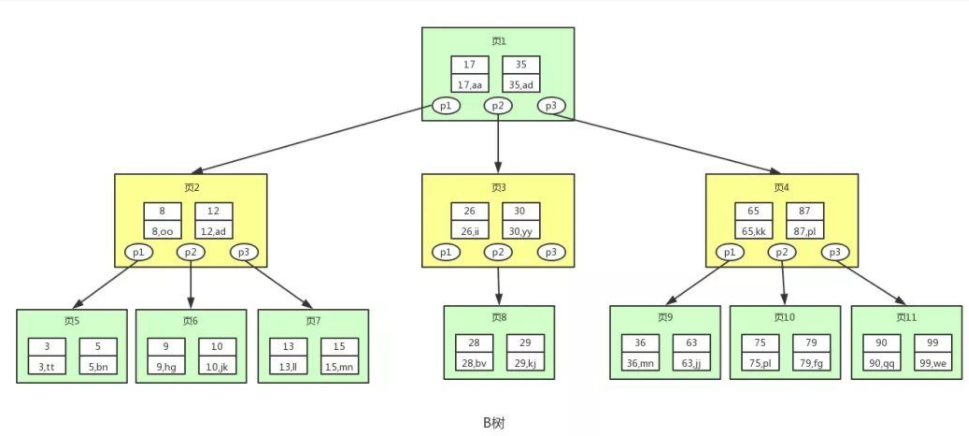 页1
17 35
17,aa 35,ad
p1 p2 p3
页2 页3 页4
8 12 26 30 65 87
8,oo 12,ad 26,ii 30,yy 65,kk 87,pl
p1 p2 p3 p1 p2 p3 p1 p2 p3
页5 页6 页7 页8 页9 页10 页11
3 5 9 10 13 15 28 29 36 63 75 79 90 99
3,tt 5,bn 9,hg 10,jk 13,ll 15,mn 28,bv 29,kj 36,mn 63,jj 75,pl 79,fg 90,qq 99,we
B树